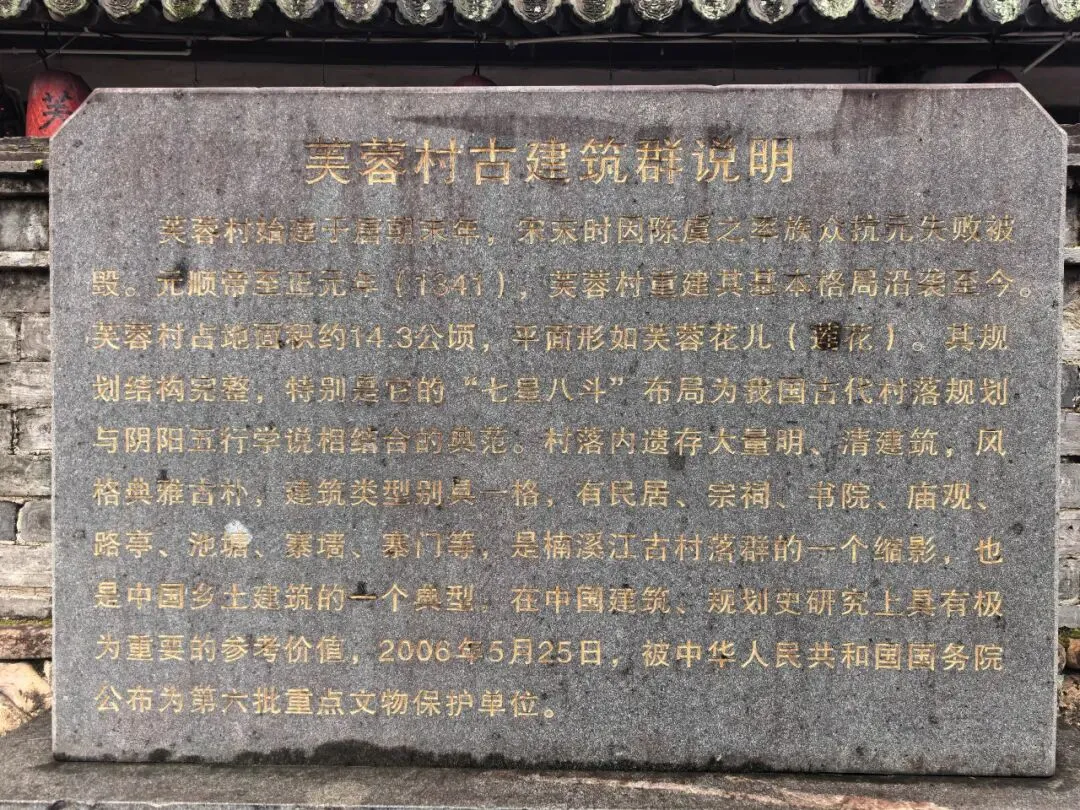 芙
芙蓉村古建筑群说明
芙蓉村始建于唐朝末年，宋末时因陈虞之率族众抗元失败被
毁。元顺帝至正元年（1341），芙蓉村重建其基本格局沿袭至今。
芙蓉村占地面积约14.3公顷，平面形如芙蓉花儿（莲花）。其规
划结构完整，特别是它的“七星八斗”布局为我国古代村落规划
与阴阳五行学说相结合的典范。村落内遗存大量明、清建筑，风
格典雅古朴，建筑类型别具一格，有民居、宗祠、书院、庙观、
路亭、池塘、寨墙、寨门等，是楠溪江古村落群的一个缩影，也
是中国乡土建筑的一个典型，在中国建筑、规划史研究上具有极
为重要的参考价值，2006年5月25日，被中华人民共和国国务院
公布为第六批重点文物保护单位。